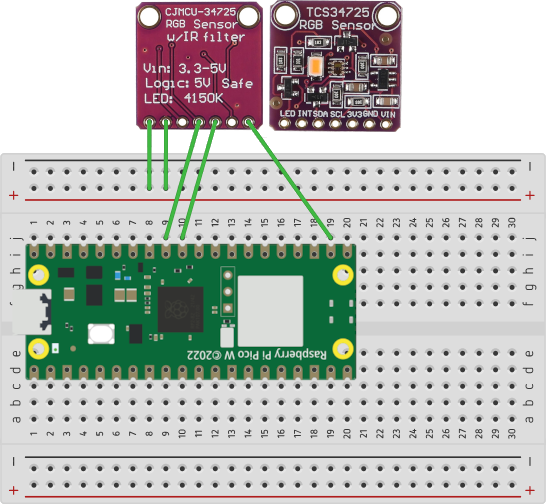 CJMCU-34725
RGB Sensor
w/IR filter
Vin: 3.3-5V
Logic: 5V Safe
LED: 4150K
TCS34725
RGB Sensor
LED INT SDA SCL 3V3 GND VIN
− −
+ +
1 2 3 4 5 6 7 8 9 10 11 12 13 14 15 16 17 18 19 20 21 22 23 24 25 26 27 28 29 30
j j
i
h h
g g
f f
Raspberry Pi Pico W ©2022
e e
d d
c c
b b
a a
1 2 3 4 5 6 7 8 9 10 11 12 13 14 15 16 17 18 19 20 21 22 23 24 25 26 27 28 29 30
− −
+ +